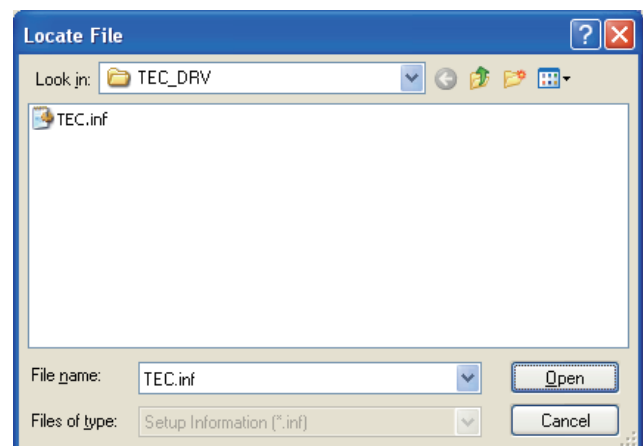 Locate File
Look in: TEC_DRV
TEC.inf
File name: TEC.inf Open
Files of type: Setup Information (*.inf) Cancel